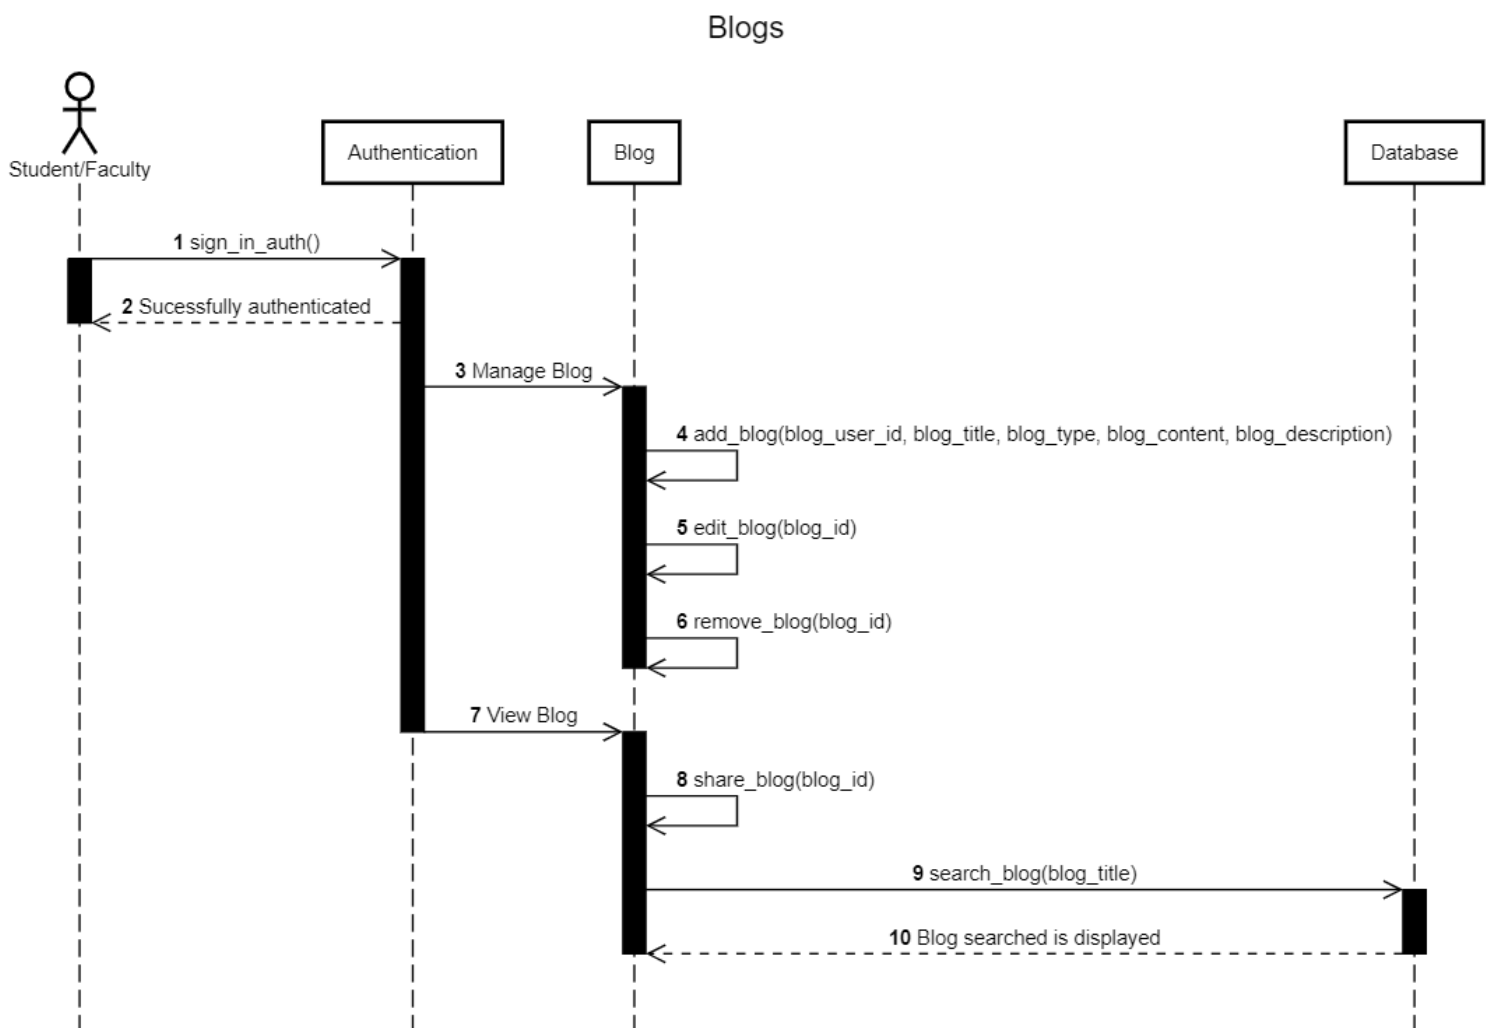 Blogs
Student/Faculty
Authentication
Blog
Database
1 sign_in_auth()
2 Sucessfully authenticated
3 Manage Blog
4 add_blog(blog_user_id, blog_title, blog_type, blog_content, blog_description)
5 edit_blog(blog_id)
6 remove_blog(blog_id)
7 View Blog
8 share_blog(blog_id)
9 search_blog(blog_title)
10 Blog searched is displayed